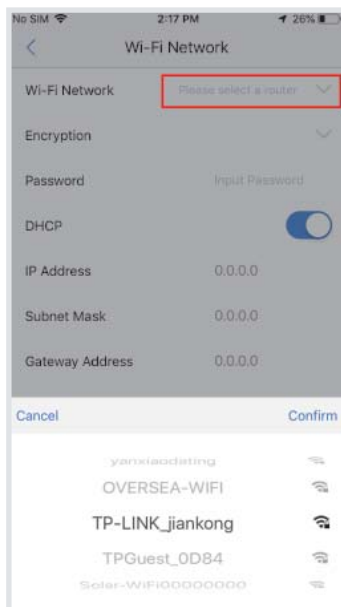 No SIM 2:17 PM 26%
Wi-Fi Network
Wi-Fi Network Please select a router
Encryption
Password Input Password
DHCP
IP Address 0.0.0.0
Subnet Mask 0.0.0.0
Gateway Address 0.0.0.0
Cancel Confirm
yanxiaodating
OVERSEA-WIFI
TP-LINK_jiankong
TPGuest_0D84
Solar-WiFi00000000